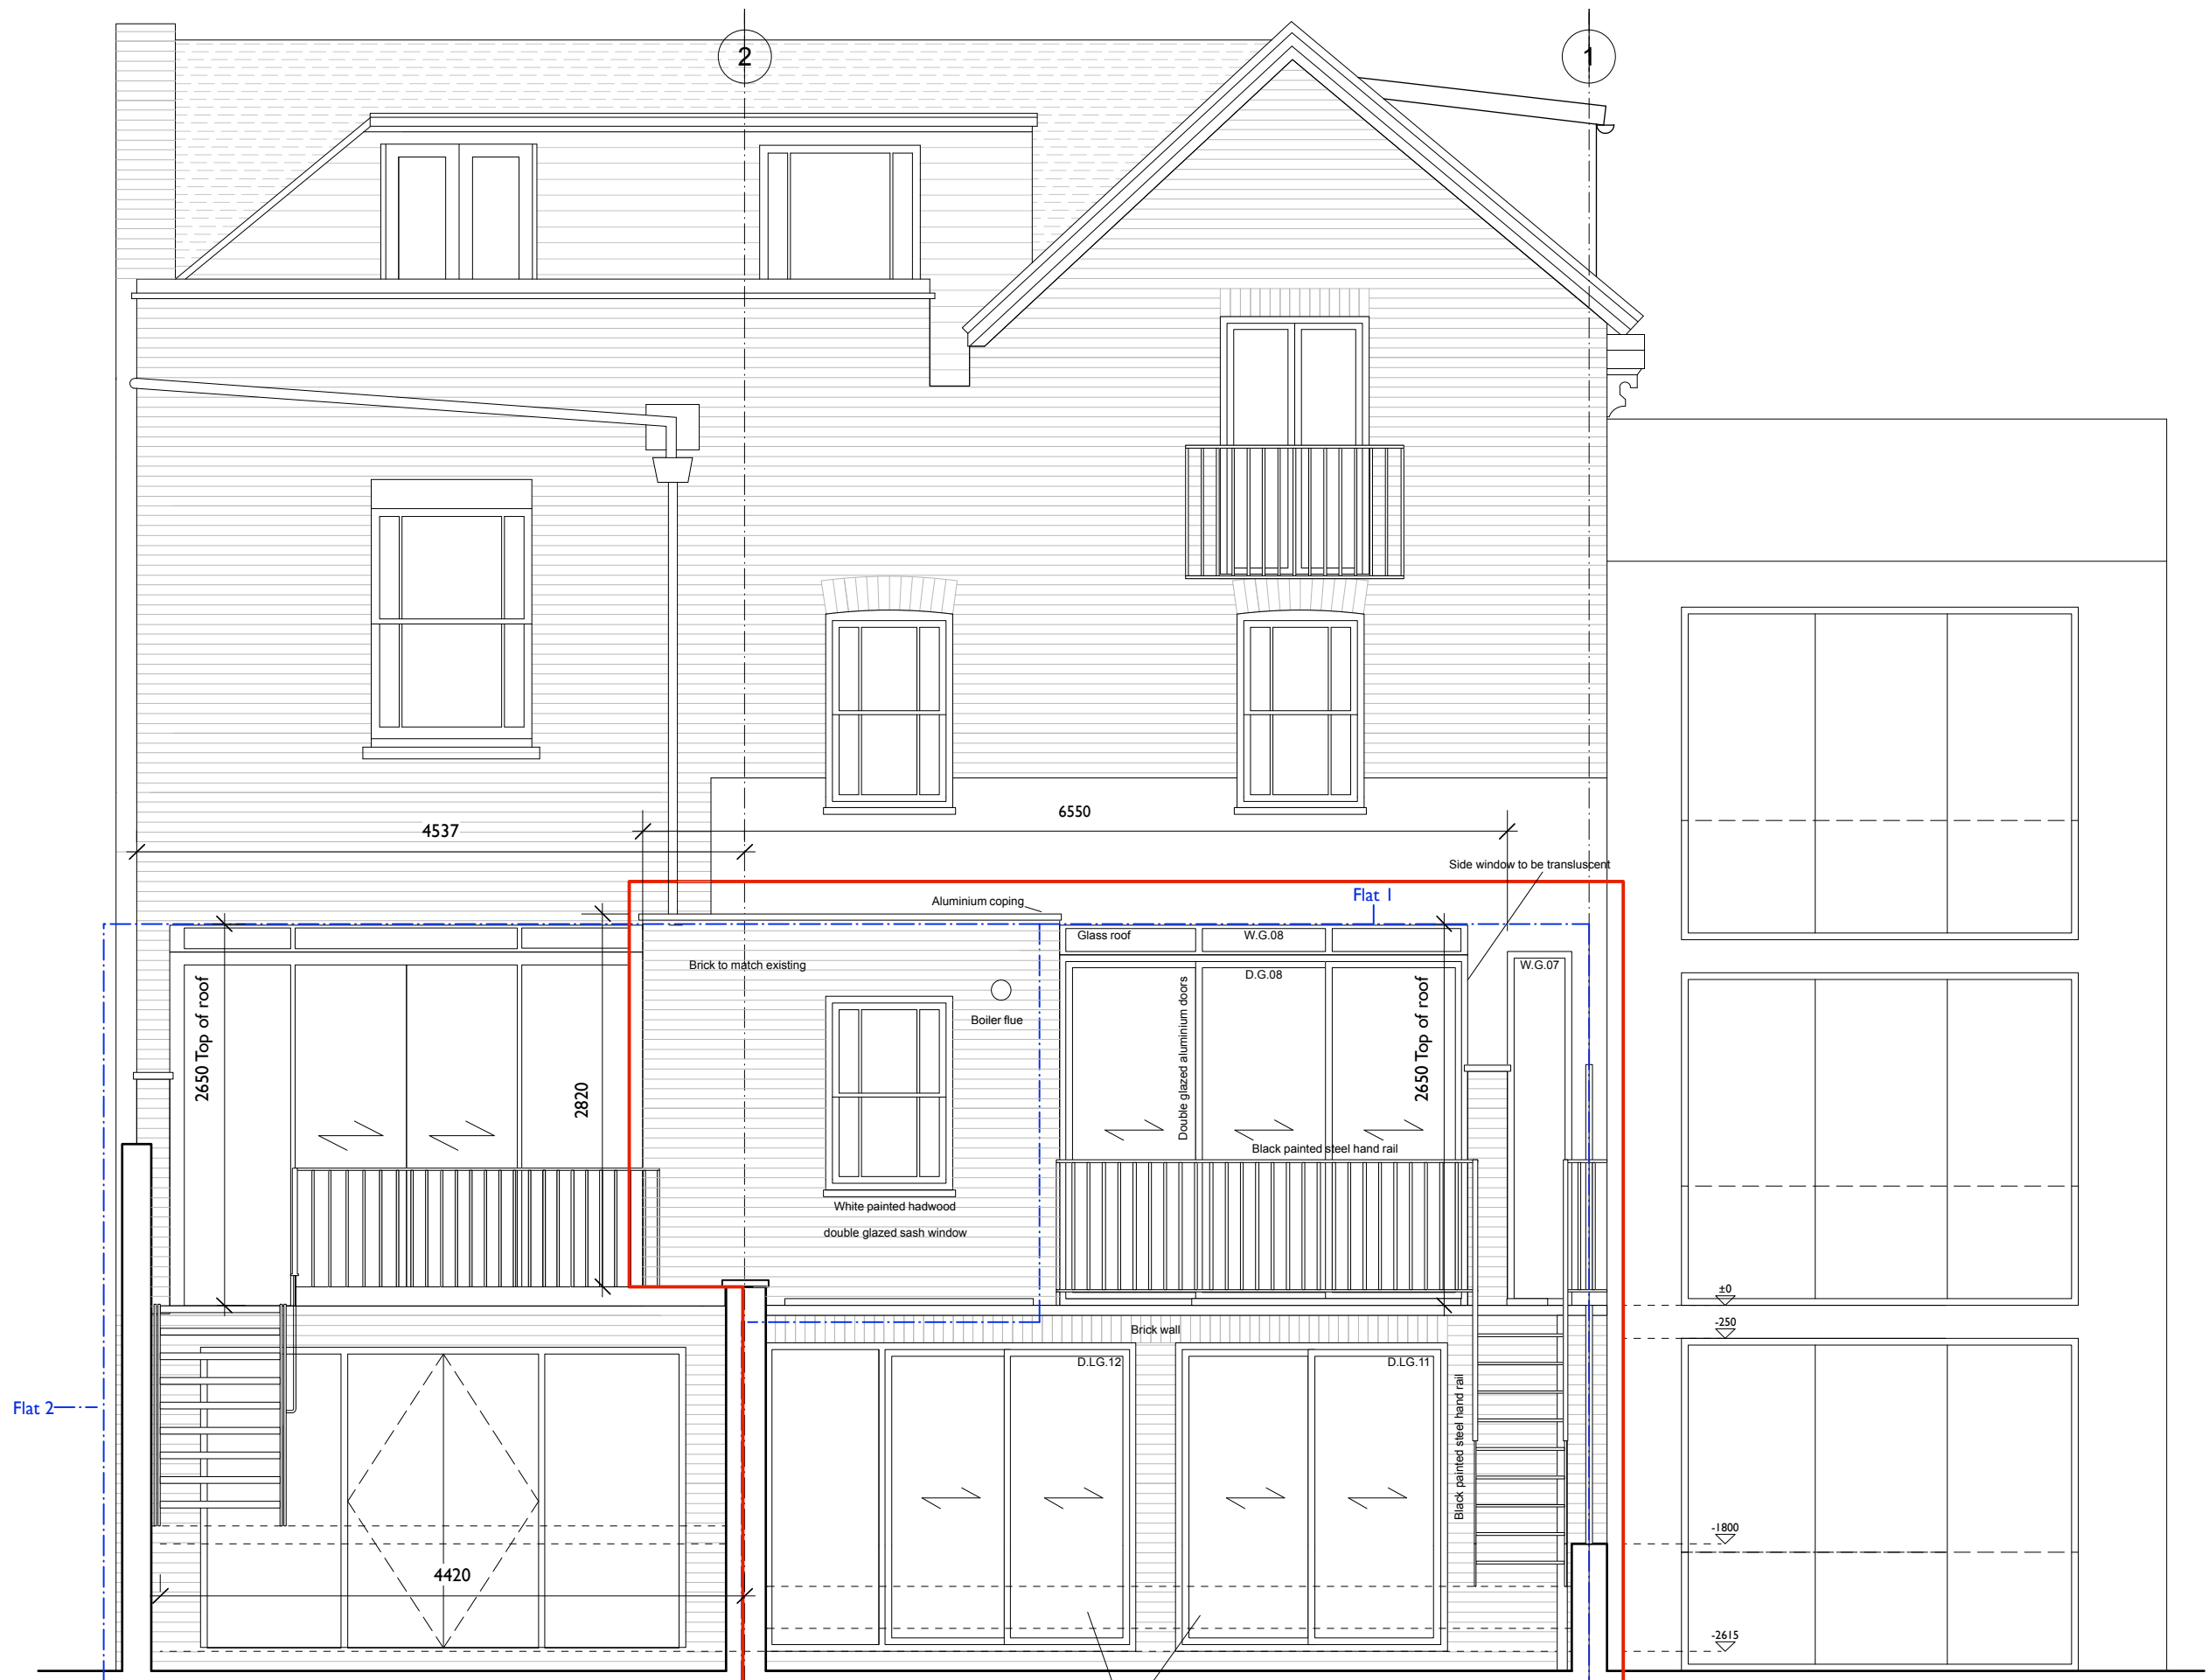 2
1
6550
4537
Side window to be transluscent
Flat 1
Aluminium coping
Glass roof
W.G.08
Brick to match existing
W.G.07
D.G.08
2650 Top of roof
2820
Boiler flue
Double glazed aluminium doors
2650 Top of roof
Black painted steel hand rail
White painted hadwood
double glazed sash window
±0
-250
Brick wall
D.LG.12
D.LG.11
Flat 2
Black painted steel hand rail
-1800
4420
-2615